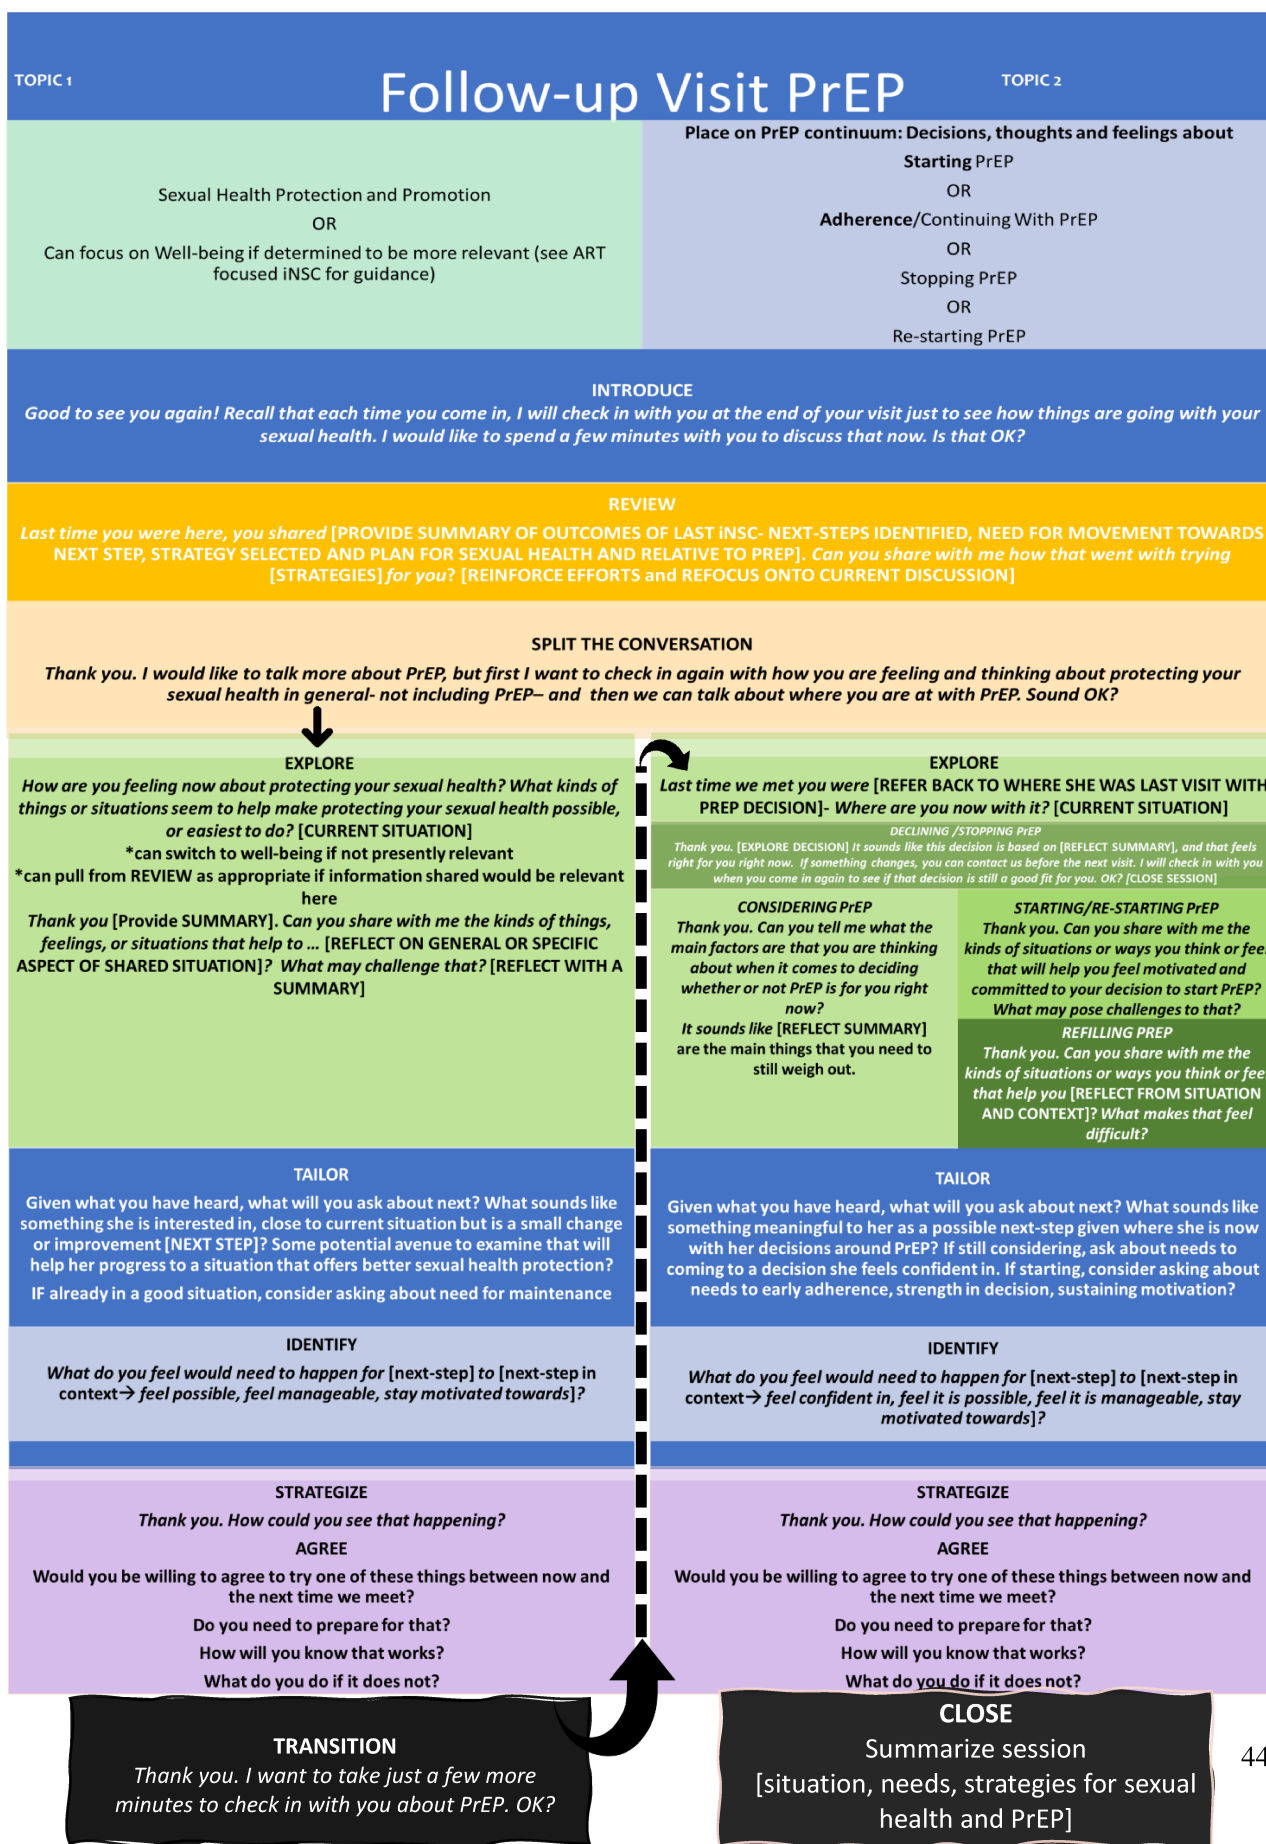 TOPIC 1
Follow-up Visit PrEP
TOPIC 2
Sexual Health Protection and Promotion
OR
Can focus on Well-being if determined to be more relevant (see ART
focused iNSC for guidance)
Place on PrEP continuum: Decisions, thoughts and feelings about
Starting PrEP
OR
Adherence/Continuing With PrEP
OR
Stopping PrEP
OR
Re-starting PrEP
INTRODUCE
Good to see you again! Recall that each time you come in, I will check in with you at the end of your visit just to see how things are going with your
sexual health. I would like to spend a few minutes with you to discuss that now. Is that OK?
REVIEW
Last time you were here, you shared [PROVIDE SUMMARY OF OUTCOMES OF LAST iNSC- NEXT-STEPS IDENTIFIED, NEED FOR MOVEMENT TOWARDS
NEXT STEP, STRATEGY SELECTED AND PLAN FOR SEXUAL HEALTH AND RELATIVE TO PREP]. Can you share with me how that went with trying
[STRATEGIES] for you? [REINFORCE EFFORTS and REFOCUS ONTO CURRENT DISCUSSION]
SPLIT THE CONVERSATION
Thank you. I would like to talk more about PrEP, but first I want to check in again with how you are feeling and thinking about protecting your
sexual health in general- not including PrEP– and then we can talk about where you are at with PrEP. Sound OK?
EXPLORE
How are you feeling now about protecting your sexual health? What kinds of
things or situations seem to help make protecting your sexual health possible,
or easiest to do? [CURRENT SITUATION]
*can switch to well-being if not presently relevant
*can pull from REVIEW as appropriate if information shared would be relevant
here
Thank you [Provide SUMMARY]. Can you share with me the kinds of things,
feelings, or situations that help to ... [REFLECT ON GENERAL OR SPECIFIC
ASPECT OF SHARED SITUATION]? What may challenge that? [REFLECT WITH A
SUMMARY]
TAILOR
Given what you have heard, what will you ask about next? What sounds like
something she is interested in, close to current situation but is a small change
or improvement [NEXT STEP]? Some potential avenue to examine that will
help her progress to a situation that offers better sexual health protection?
IF already in a good situation, consider asking about need for maintenance
IDENTIFY
What do you feel would need to happen for [next-step] to [next-step in
context→ feel possible, feel manageable, stay motivated towards]?
STRATEGIZE
Thank you. How could you see that happening?
AGREE
Would you be willing to agree to try one of these things between now and
the next time we meet?
Do you need to prepare for that?
How will you know that works?
What do you do if it does not?
TRANSITION
Thank you. I want to take just a few more
minutes to check in with you about PrEP. OK?
EXPLORE
Last time we met you were [REFER BACK TO WHERE SHE WAS LAST VISIT WITH
PREP DECISION]- Where are you now with it? [CURRENT SITUATION]
DECLINING /STOPPING PrEP
Thank you. [EXPLORE DECISION] It sounds like this decision is based on [REFLECT SUMMARY], and that feels
right for you right now. If something changes, you can contact us before the next visit. I will check in with you
when you come in again to see if that decision is still a good fit for you. OK? [CLOSE SESSION]
CONSIDERING PrEP
Thank you. Can you tell me what the
main factors are that you are thinking
about when it comes to deciding
whether or not PrEP is for you right
now?
It sounds like [REFLECT SUMMARY]
are the main things that you need to
still weigh out.
STARTING/RE-STARTING PrEP
Thank you. Can you share with me the
kinds of situations or ways you think or feel
that will help you feel motivated and
committed to your decision to start PrEP?
What may pose challenges to that?
REFILLING PREP
Thank you. Can you share with me the
kinds of situations or ways you think or feel
that help you [REFLECT FROM SITUATION
AND CONTEXT]? What makes that feel
difficult?
TAILOR
Given what you have heard, what will you ask about next? What sounds like
something meaningful to her as a possible next-step given where she is now
with her decisions around PrEP? If still considering, ask about needs to
coming to a decision she feels confident in. If starting, consider asking about
needs to early adherence, strength in decision, sustaining motivation?
IDENTIFY
What do you feel would need to happen for [next-step] to [next-step in
context→ feel confident in, feel it is possible, feel it is manageable, stay
motivated towards]?
STRATEGIZE
Thank you. How could you see that happening?
AGREE
Would you be willing to agree to try one of these things between now and
the next time we meet?
Do you need to prepare for that?
How will you know that works?
What do you do if it does not?
CLOSE
Summarize session
[situation, needs, strategies for sexual
health and PrEP]
44